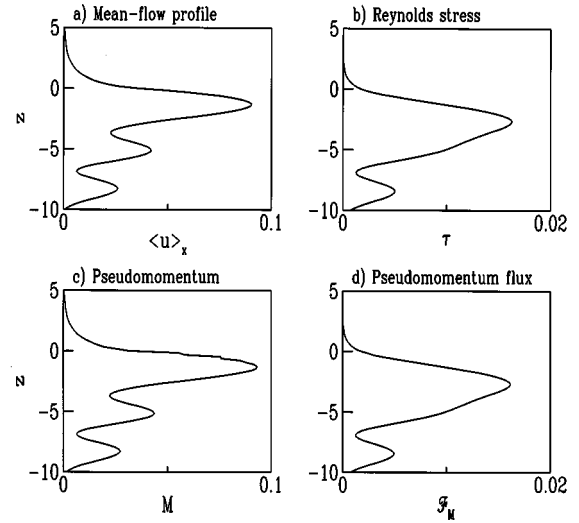 a) Mean-flow profile
b) Reynolds stress
5
0
-5
-10
z
0
0.1
<u>x
5
0
-5
-10
0
0.02
τ
c) Pseudomomentum
d) Pseudomomentum flux
5
0
-5
-10
z
0
0.1
M
5
0
-5
-10
0
0.02
ℱM